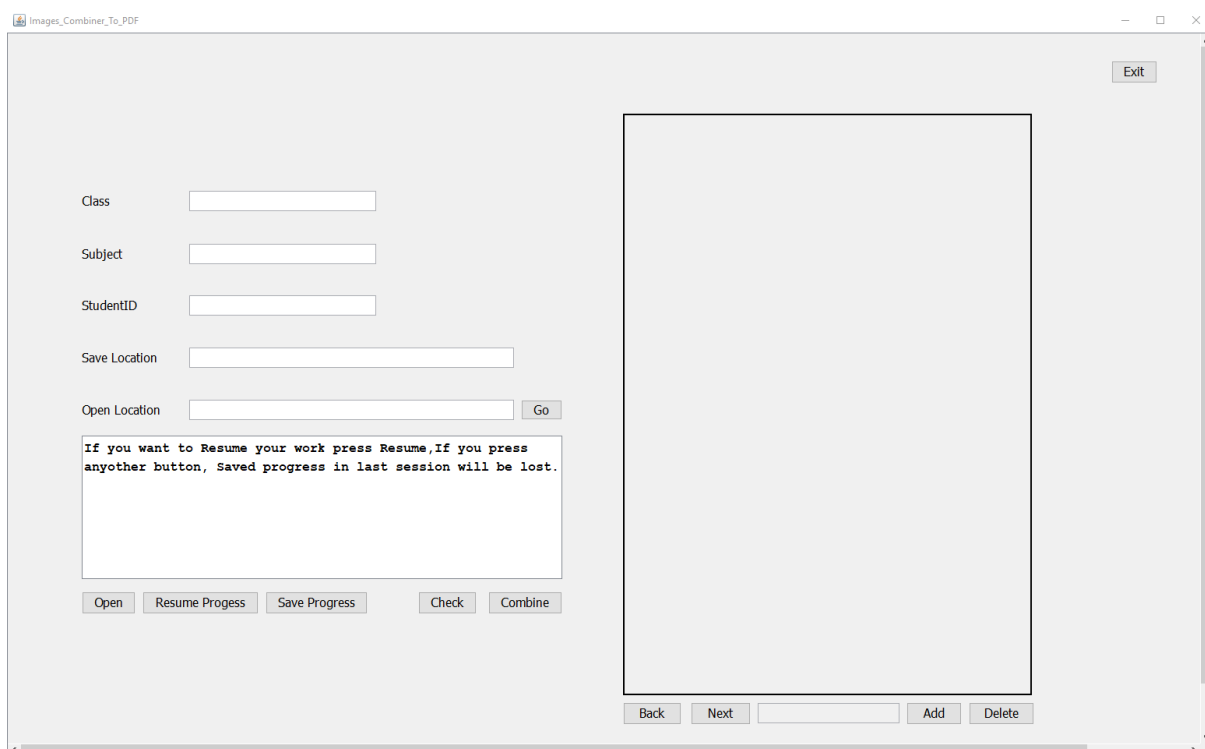 Images_Combiner_To_PDF
Exit
Class
Subject
StudentID
Save Location
Open Location
Go
If you want to Resume your work press Resume,If you press
anyother button, Saved progress in last session will be lost.
Open Resume Progess Save Progress Check Combine
Back Next Add Delete